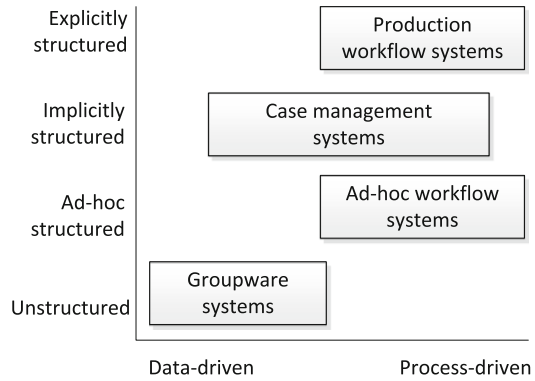 Explicitly
structured
Production
workflow systems
Implicitly
structured
Case management
systems
Ad-hoc
structured
Ad-hoc workflow
systems
Unstructured
Groupware
systems
Data-driven
Process-driven